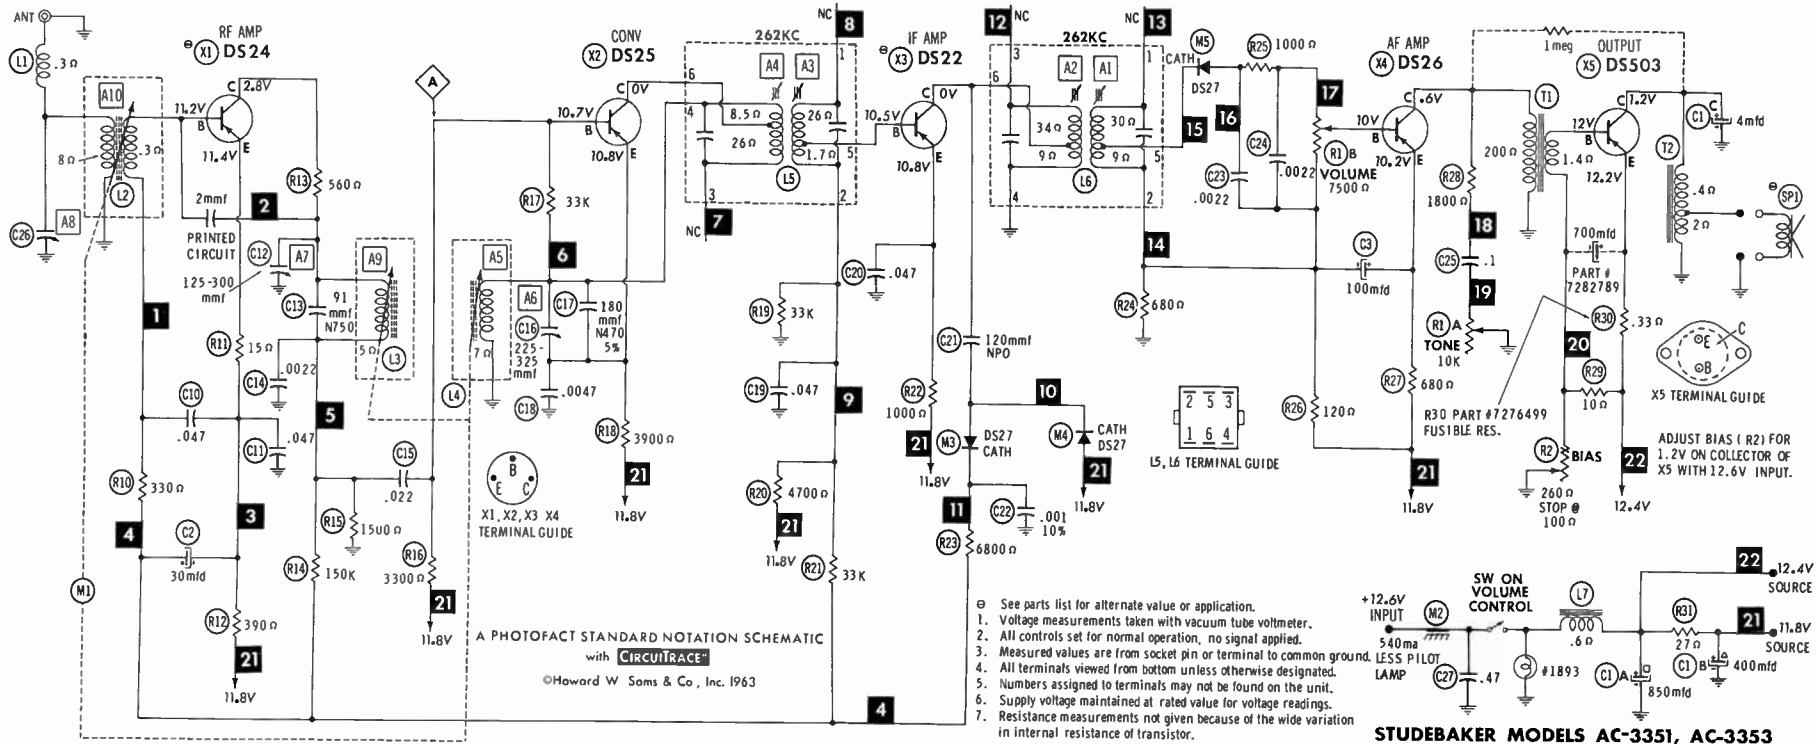 ANT
L1
.3Ω
A10
8Ω
.3Ω
L2
C26
A8
RF AMP
⊖ X1 DS24
C 2.8V
11.2V
B
E
11.4V
2mmf
2
PRINTED
CIRCUIT
R13
560Ω
C12
A7
125-300
mmf
C13
91
mmf
N750
A9
5Ω
L3
1
R11
15Ω
C14
.0022
C10
.047
C11
.047
5
R10
330Ω
4
C2
30mfd
3
R15
1500Ω
C15
.022
R14
150K
R12
390Ω
21
11.8V
M1
A
CONV
X2 DS25
C 0V
10.7V
B
E
10.8V
R17
33K
6
A5
A6
7Ω
L4
C16
225-
325
mmf
C17
180
mmf
N470
5%
C18
.0047
R18
3900Ω
21
11.8V
B
E C
X1, X2, X3 X4
TERMINAL GUIDE
R16
3300Ω
21
11.8V
NC
8
262KC
6
A4
A3
1
4
8.5Ω
26Ω
26Ω
1.7Ω
5
L5
3
2
NC
7
IF AMP
⊖ X3 DS22
C 0V
10.5V
B
E
10.8V
C20
.047
R19
33K
C19
.047
9
R22
1000Ω
21
11.8V
R20
4700Ω
21
11.8V
R21
33K
C21
120mmf
NPO
10
M3
DS27
CATH
M4
CATH
DS27
21
11.8V
11
C22
.001
10%
R23
6800Ω
4
12
NC
NC
13
262KC
3
1
6
A2
A1
34Ω
30Ω
9Ω
9Ω
5
L6
4
2
14
R24
680Ω
M5
CATH
DS27
15
R25
1000Ω
16
17
C24
.0022
C23
.0022
R1 B
VOLUME
7500Ω
C3
100mfd
2 5 3
1 6 4
L5, L6 TERMINAL GUIDE
R26
120Ω
AF AMP
X4 DS26
C .6V
10V
B
E
10.2V
R27
680Ω
21
11.8V
R28
1800Ω
18
C25
.1
19
R1 A
TONE
10K
1meg
OUTPUT
X5 DS503
T1
200Ω
1.4Ω
C 1.2V
12V
B
E
12.2V
C
C1
4mfd
T2
.4Ω
2Ω
⊖
SP1
700mfd
PART #
7282789
R30
.33Ω
20
R29
10Ω
R30 PART #7276499
FUSIBLE RES.
R2
BIAS
260Ω
STOP @
100Ω
22
12.4V
C
E
B
X5 TERMINAL GUIDE
ADJUST BIAS (R2) FOR
1.2V ON COLLECTOR OF
X5 WITH 12.6V INPUT.
A PHOTOFACT STANDARD NOTATION SCHEMATIC
with CIRCUITRACE
©Howard W Sams & Co, Inc. 1963
⊖ See parts list for alternate value or application.
1. Voltage measurements taken with vacuum tube voltmeter.
2. All controls set for normal operation, no signal applied.
3. Measured values are from socket pin or terminal to common ground.
4. All terminals viewed from bottom unless otherwise designated.
5. Numbers assigned to terminals may not be found on the unit.
6. Supply voltage maintained at rated value for voltage readings.
7. Resistance measurements not given because of the wide variation
in internal resistance of transistor.
+12.6V
INPUT
540ma
LESS PILOT
LAMP
M2
SW ON
VOLUME
CONTROL
C27
.47
#1893
L7
.6Ω
22
12.4V
SOURCE
R31
27Ω
21
11.8V
SOURCE
C1 A
850mfd
C1 B
400mfd
STUDEBAKER MODELS AC-3351, AC-3353